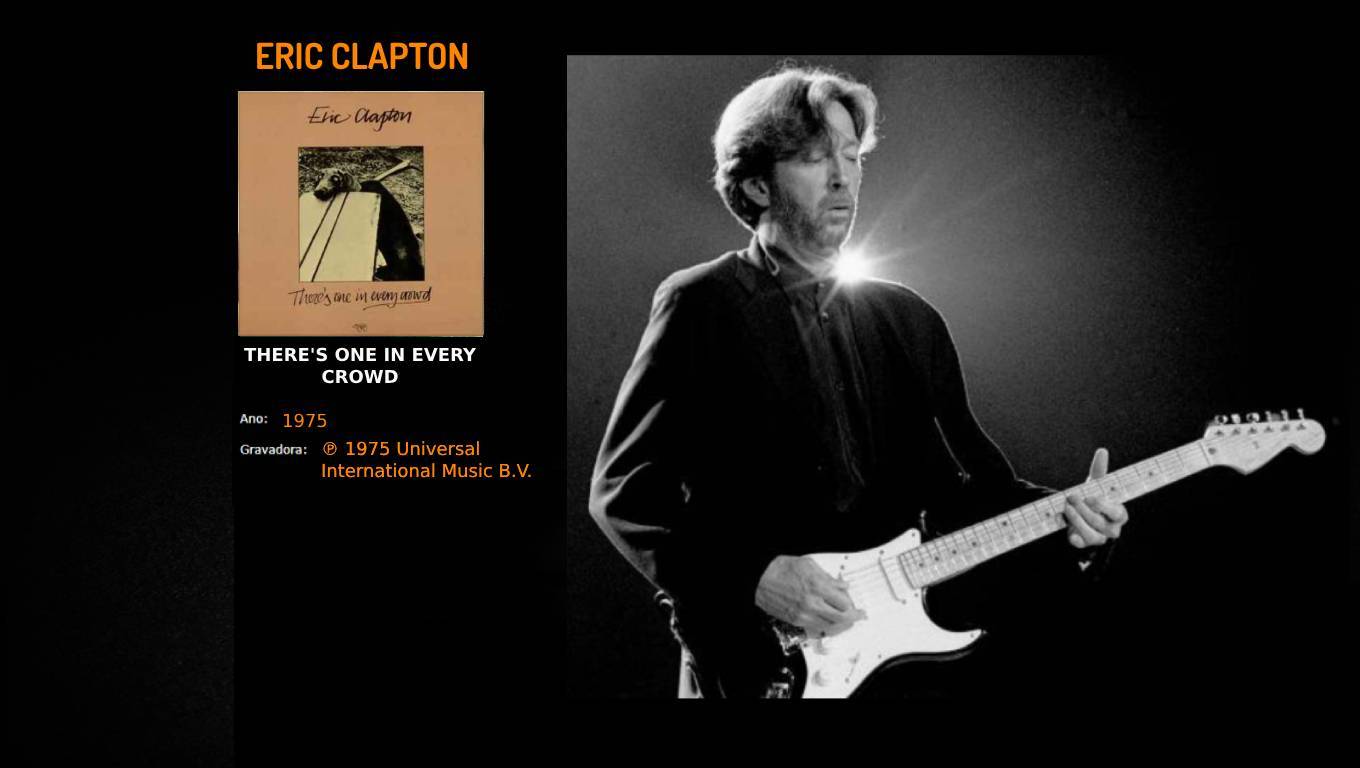 ERIC CLAPTON
Eric Clapton
There's one in every crowd
THERE'S ONE IN EVERY
CROWD
Ano: 1975
Gravadora: ℗ 1975 Universal
International Music B.V.